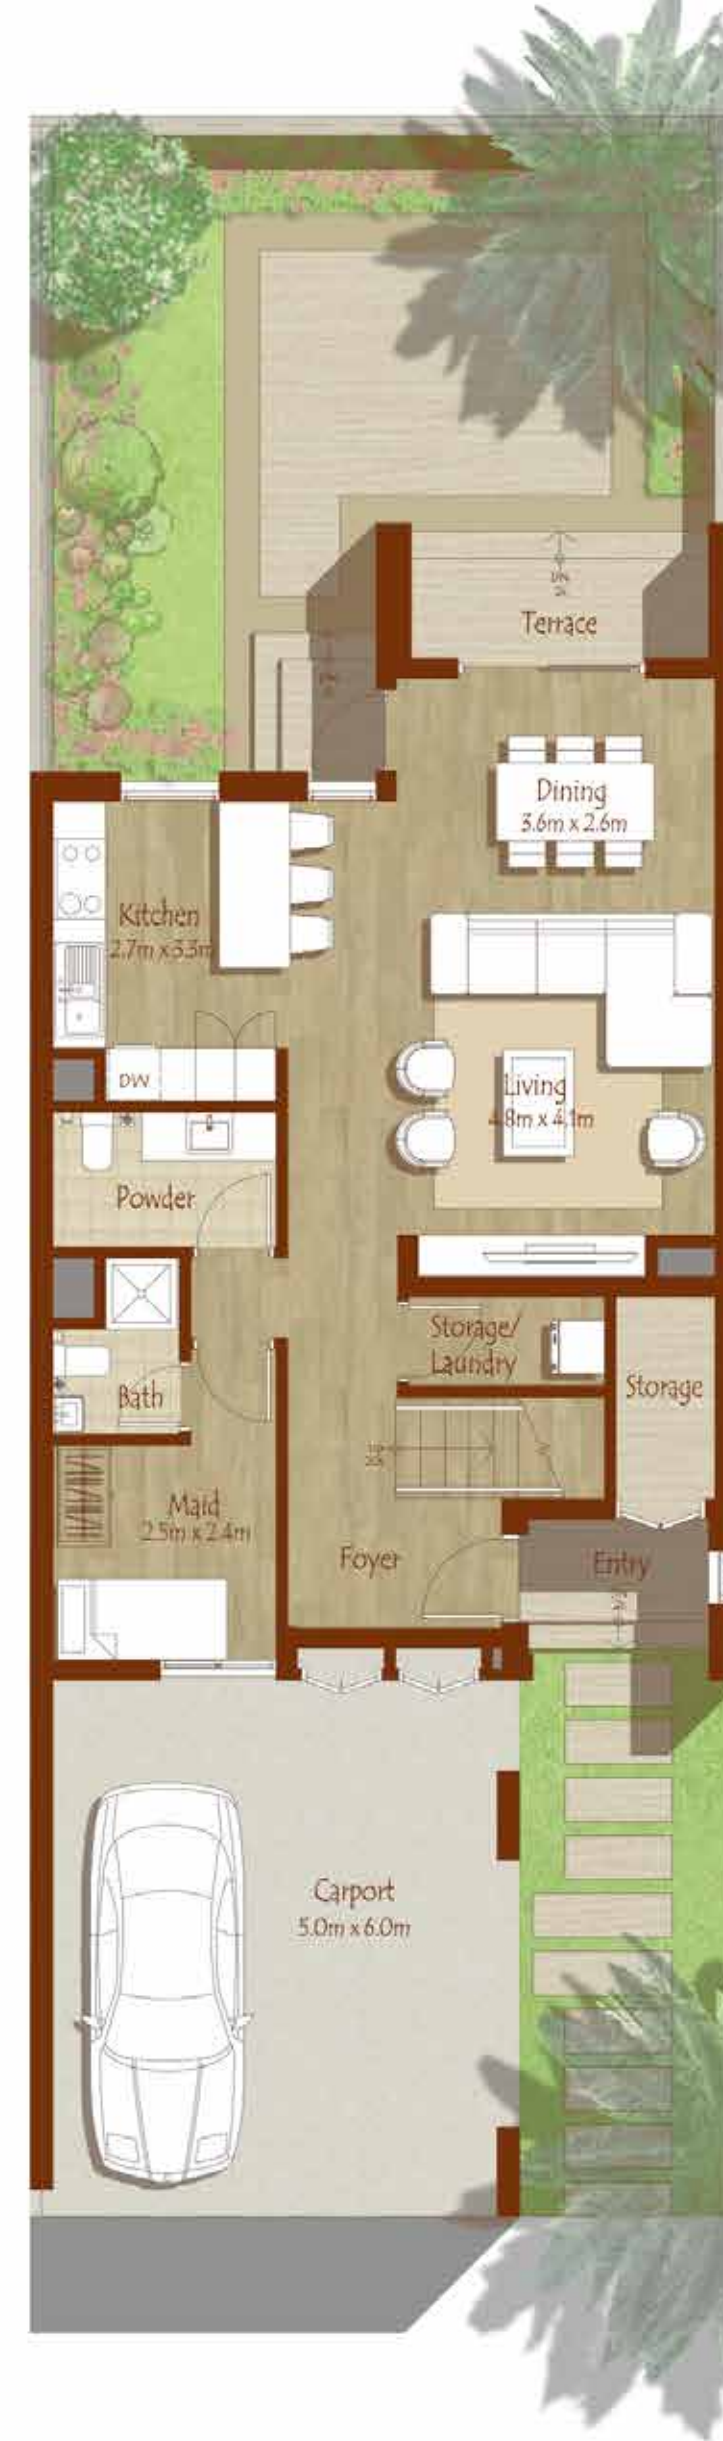 DN
Terrace
Dining
3.6m x 2.6m
Kitchen
2.7m x 3.3m
DW
Living
4.8m x 4.1m
Powder
Storage/
Laundry
Storage
Bath
Maid
2.5m x 2.4m
Foyer
Entry
Carport
5.0m x 6.0m